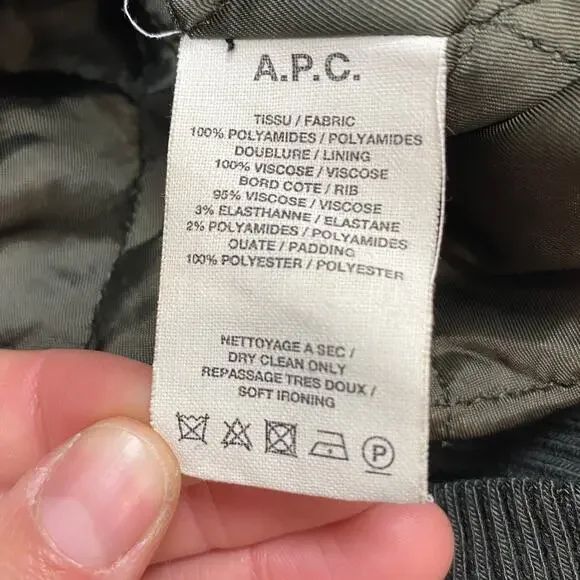 A.P.C.
TISSU / FABRIC
100% POLYAMIDES / POLYAMIDES
DOUBLURE / LINING
100% VISCOSE / VISCOSE
BORD COTE / RIB
95% VISCOSE / VISCOSE
3% ELASTHANNE / ELASTANE
2% POLYAMIDES / POLYAMIDES
OUATE / PADDING
100% POLYESTER / POLYESTER
NETTOYAGE A SEC /
DRY CLEAN ONLY
REPASSAGE TRES DOUX /
SOFT IRONING
P